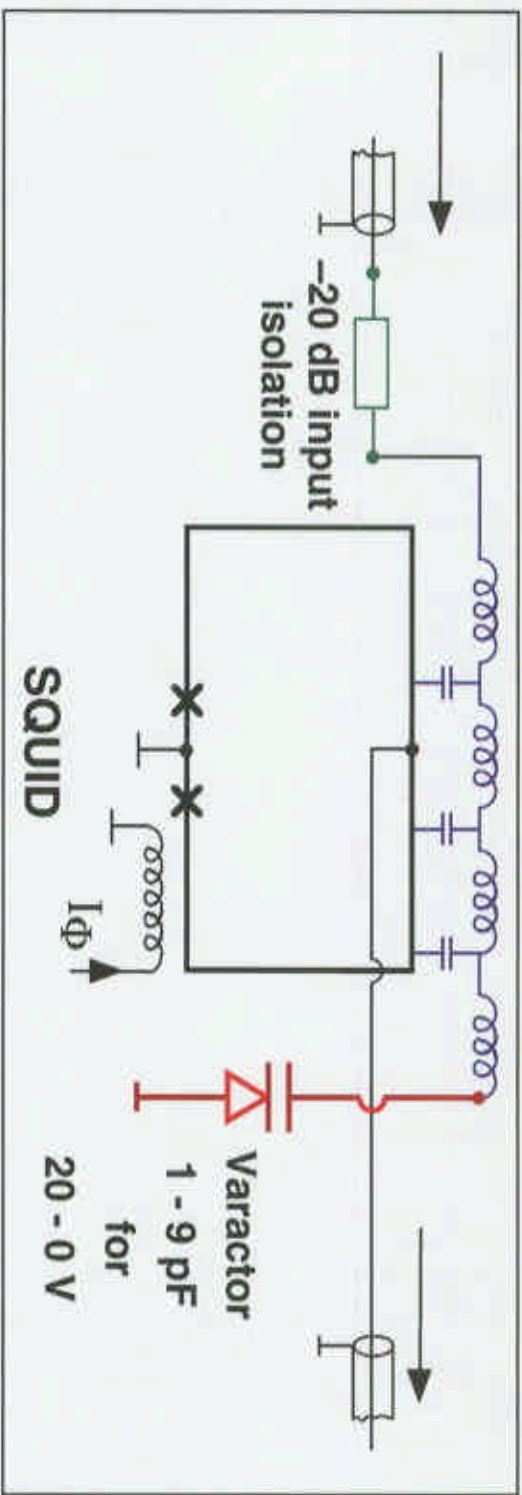 –20 dB input
isolation
SQUID
IΦ
Varactor
1 - 9 pF
for
20 - 0 V